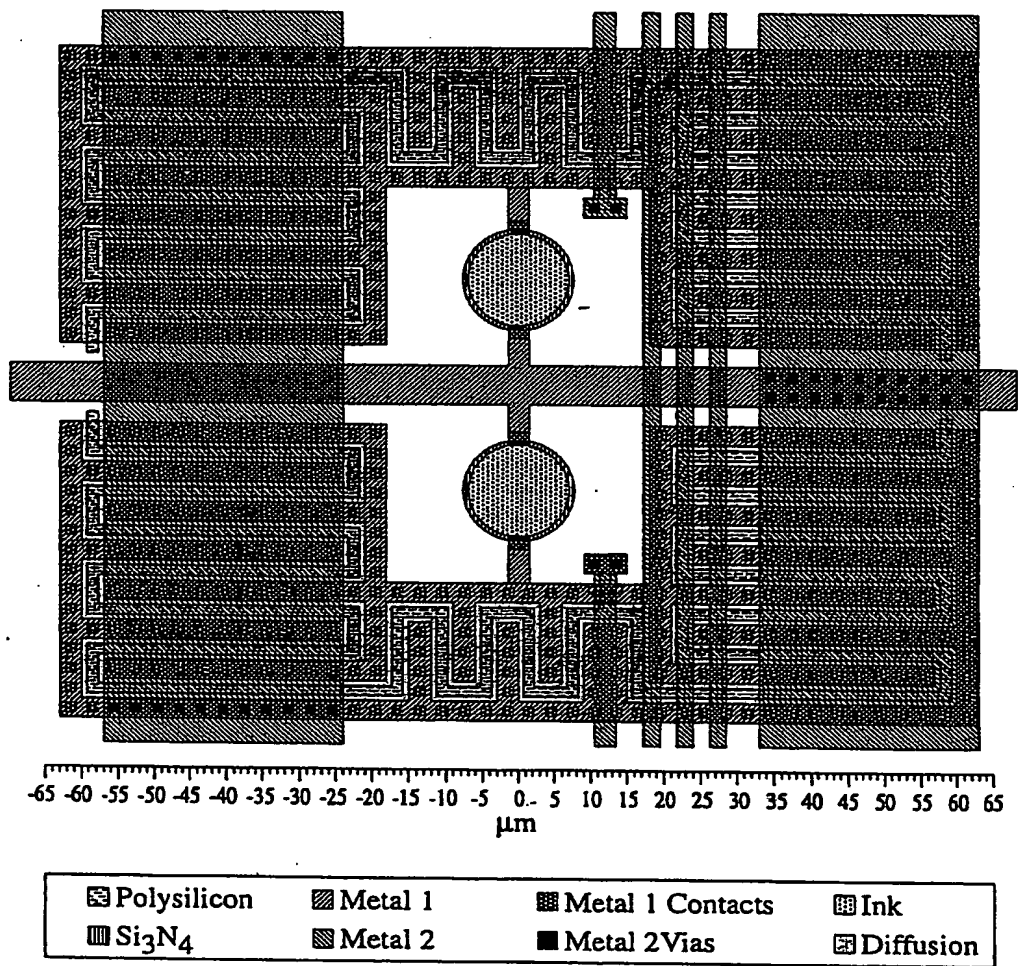 -65 -60 -55 -50 -45 -40 -35 -30 -25 -20 -15 -10 -5 0 5 10 15 20 25 30 35 40 45 50 55 60 65
μm
Polysilicon Metal 1 Metal 1 Contacts Ink
Si₃N₄ Metal 2 Metal 2Vias Diffusion